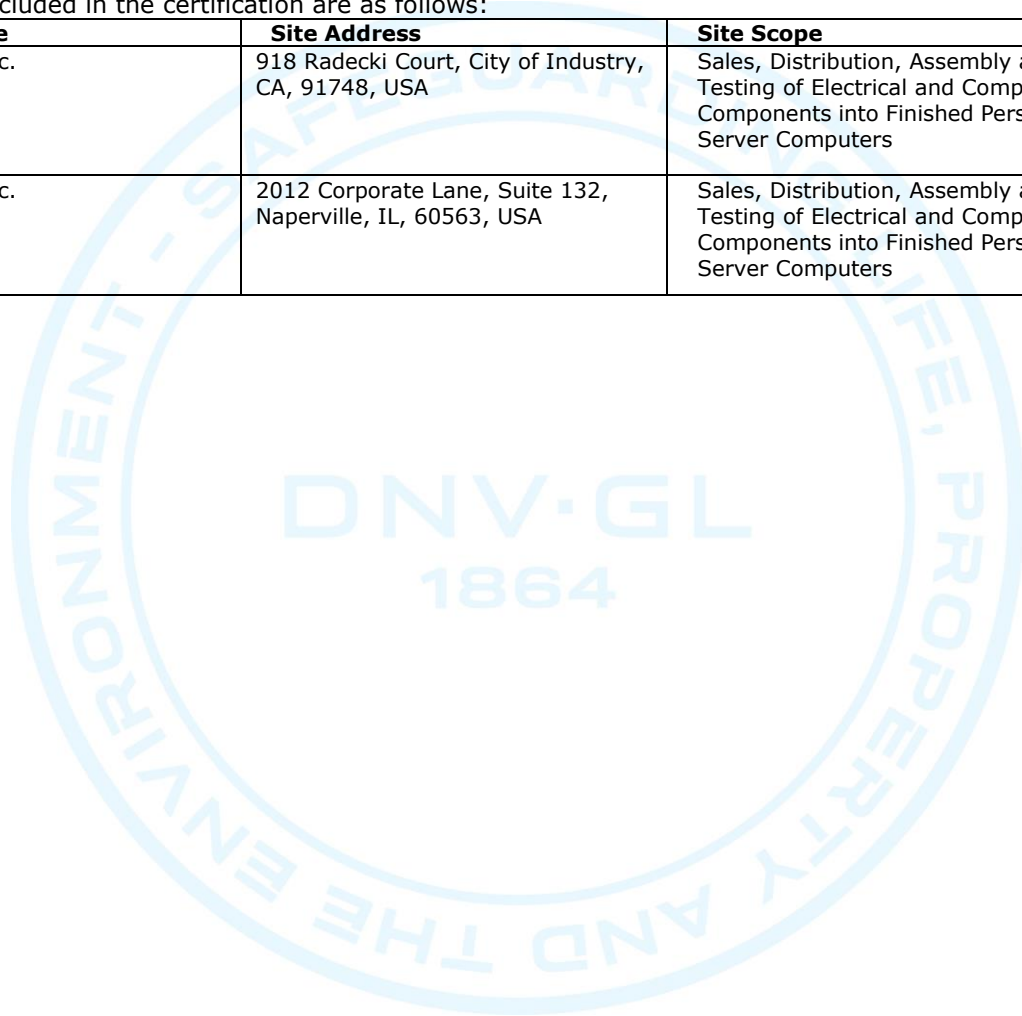 cluded in the certification are as follows:
e Site Address Site Scope
c. 918 Radecki Court, City of Industry, Sales, Distribution, Assembly a
CA, 91748, USA Testing of Electrical and Comp
Components into Finished Pers
Server Computers
c. 2012 Corporate Lane, Suite 132, Sales, Distribution, Assembly a
Naperville, IL, 60563, USA Testing of Electrical and Comp
Components into Finished Pers
Server Computers
SAFEGUARDING LIFE, PROPERTY AND THE ENVIRONMENT -
DNV·GL
1864